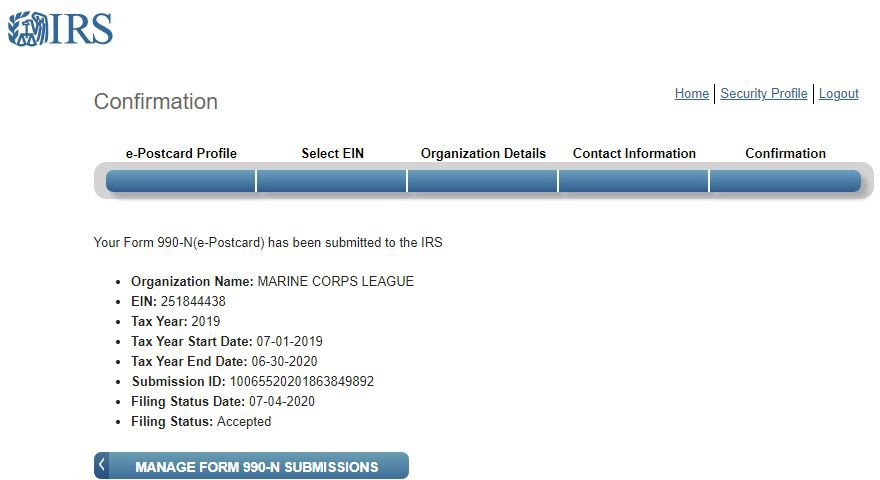 IRS
Home | Security Profile | Logout
Confirmation
e-Postcard Profile Select EIN Organization Details Contact Information Confirmation
Your Form 990-N(e-Postcard) has been submitted to the IRS
• Organization Name: MARINE CORPS LEAGUE
• EIN: 251844438
• Tax Year: 2019
• Tax Year Start Date: 07-01-2019
• Tax Year End Date: 06-30-2020
• Submission ID: 10065520201863849892
• Filing Status Date: 07-04-2020
• Filing Status: Accepted
MANAGE FORM 990-N SUBMISSIONS